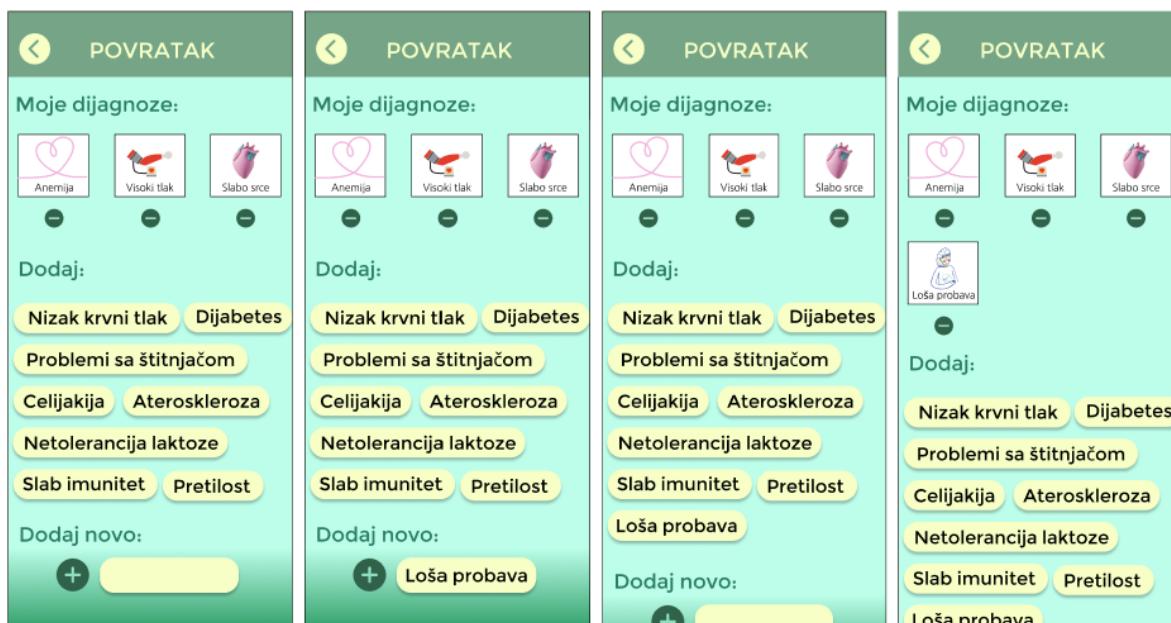 POVRATAK
Moje dijagnoze:
Anemija Visoki tlak Slabo srce
Dodaj:
Nizak krvni tlak Dijabetes
Problemi sa štitnjačom
Celijakija Ateroskleroza
Netolerancija laktoze
Slab imunitet Pretilost
Dodaj novo:
POVRATAK
Moje dijagnoze:
Anemija Visoki tlak Slabo srce
Dodaj:
Nizak krvni tlak Dijabetes
Problemi sa štitnjačom
Celijakija Ateroskleroza
Netolerancija laktoze
Slab imunitet Pretilost
Dodaj novo:
Loša probava
POVRATAK
Moje dijagnoze:
Anemija Visoki tlak Slabo srce
Dodaj:
Nizak krvni tlak Dijabetes
Problemi sa štitnjačom
Celijakija Ateroskleroza
Netolerancija laktoze
Slab imunitet Pretilost
Loša probava
Dodaj novo:
POVRATAK
Moje dijagnoze:
Anemija Visoki tlak Slabo srce
Loša probava
Dodaj:
Nizak krvni tlak Dijabetes
Problemi sa štitnjačom
Celijakija Ateroskleroza
Netolerancija laktoze
Slab imunitet Pretilost
Loša probava